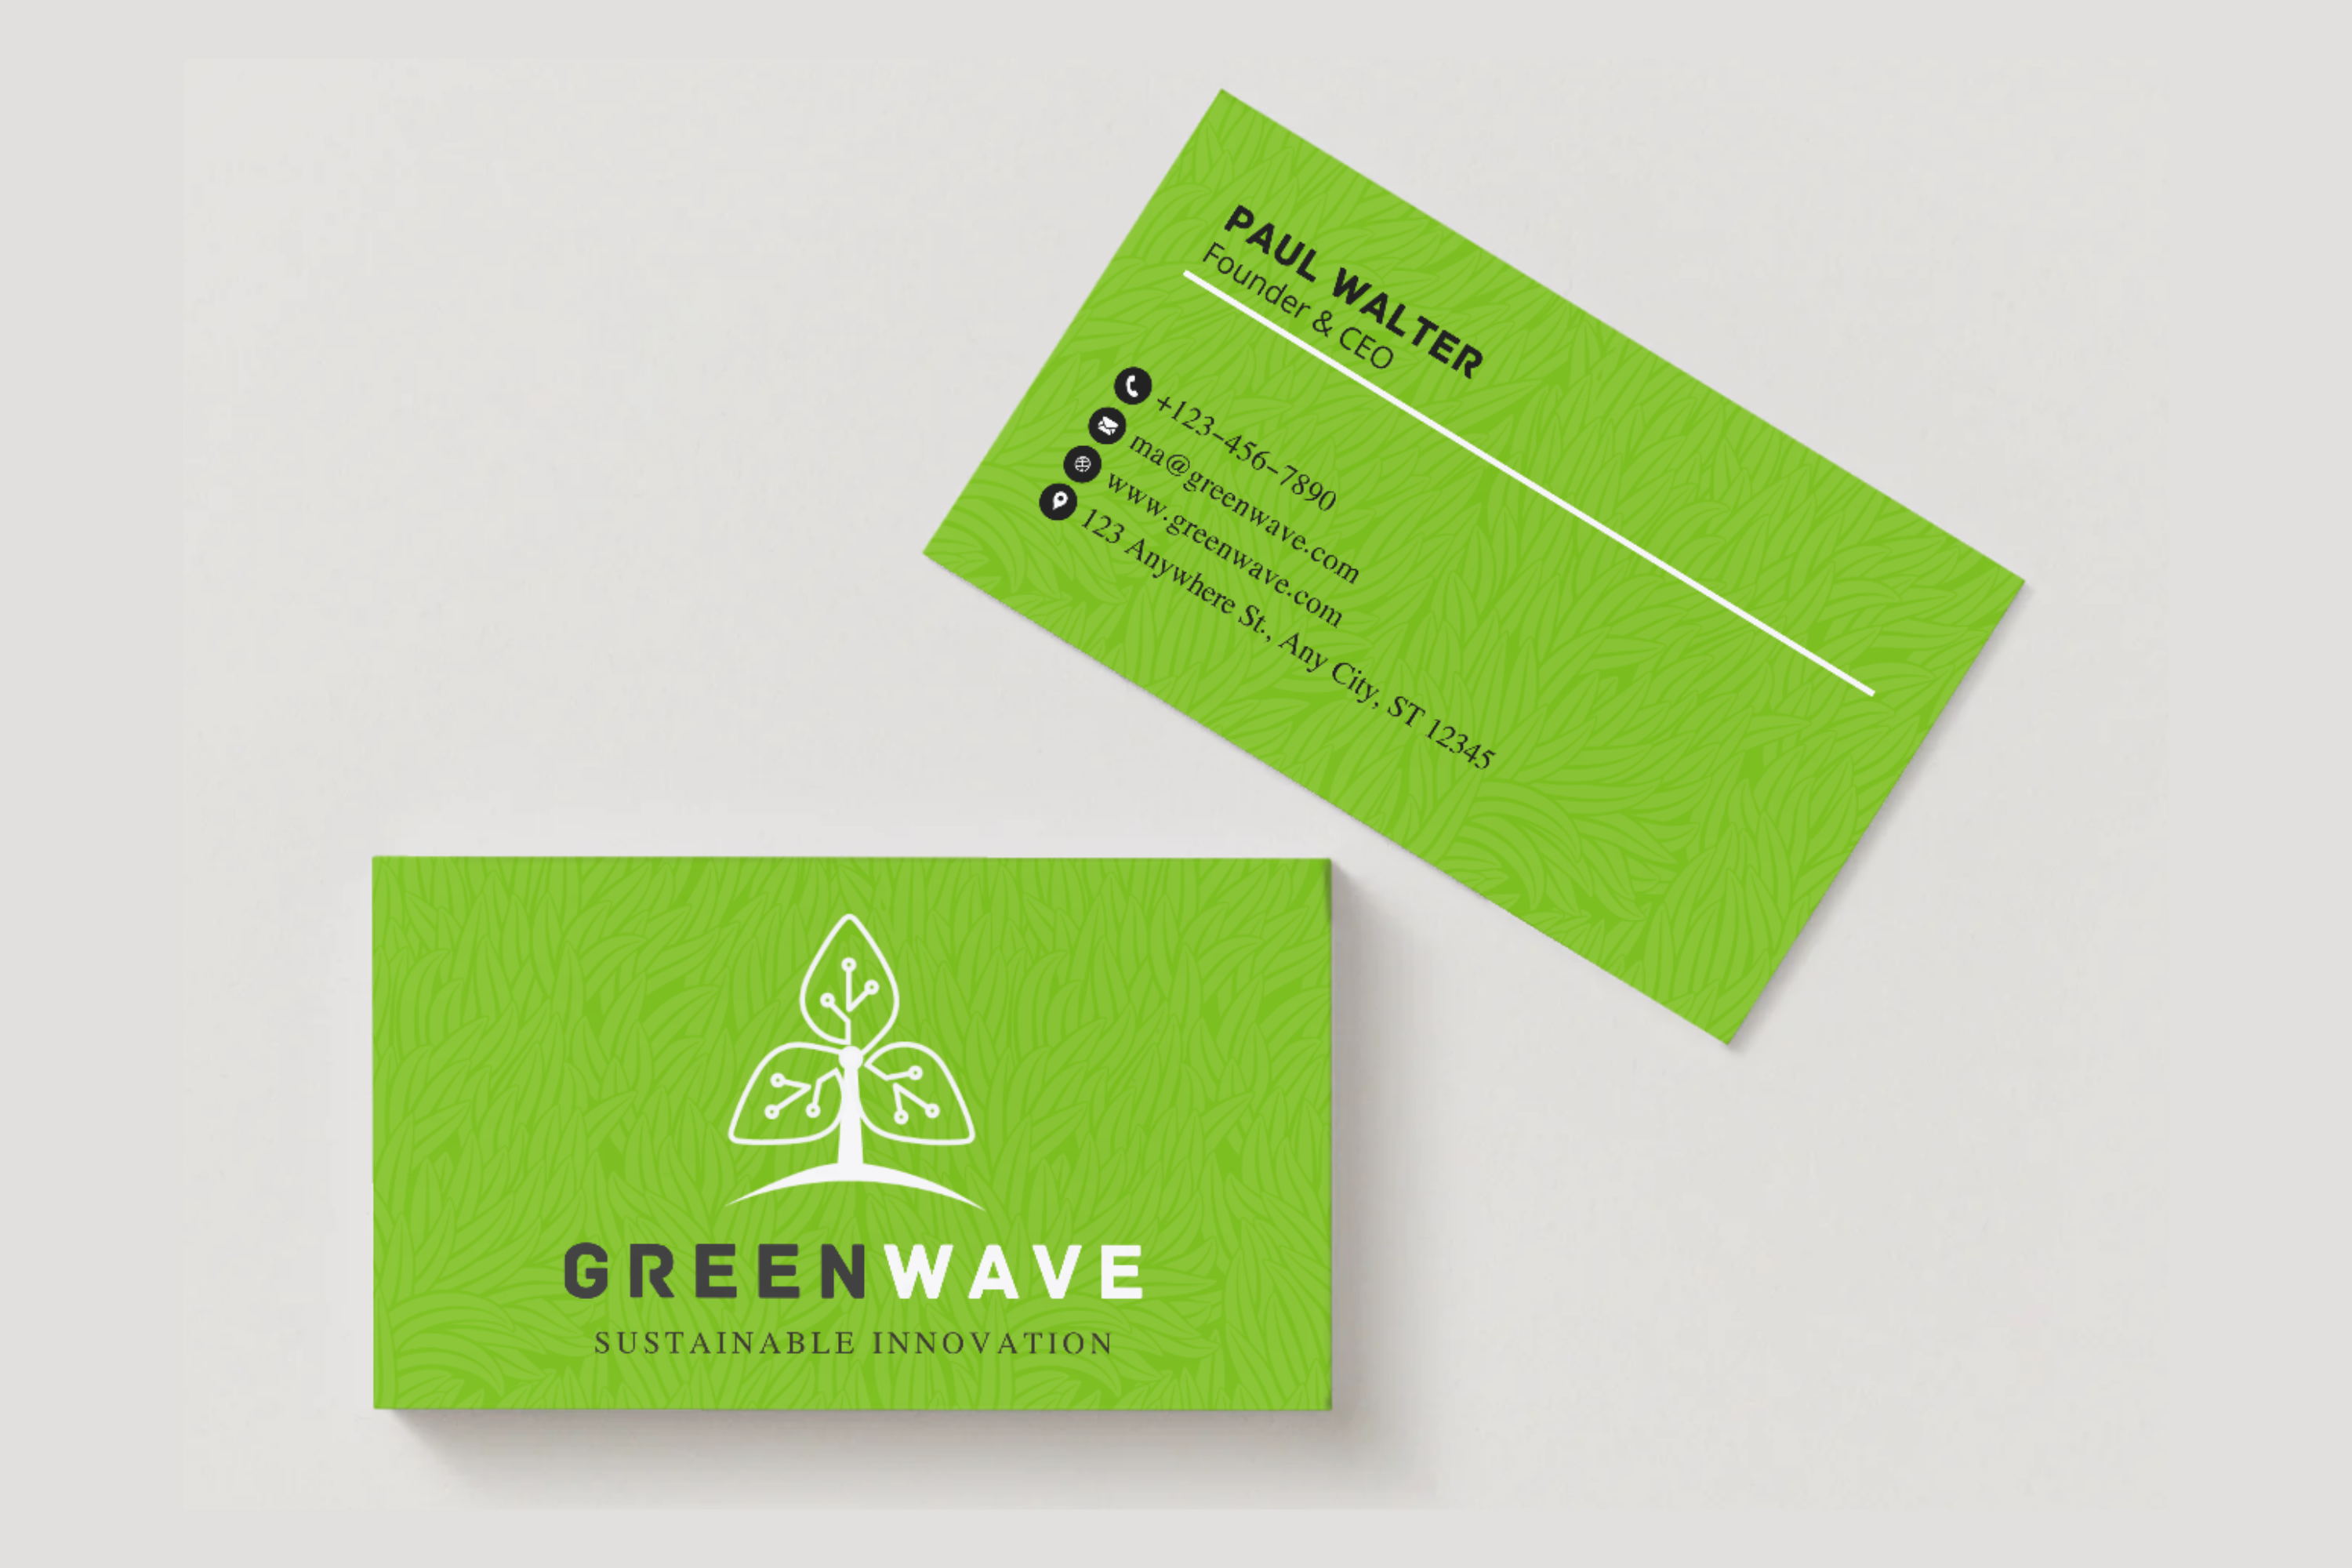 PAUL WALTER
Founder & CEO
+123-456-7890
ma@greenwave.com
www.greenwave.com
123 Anywhere St., Any City, ST 12345
GREENWAVE
SUSTAINABLE INNOVATION